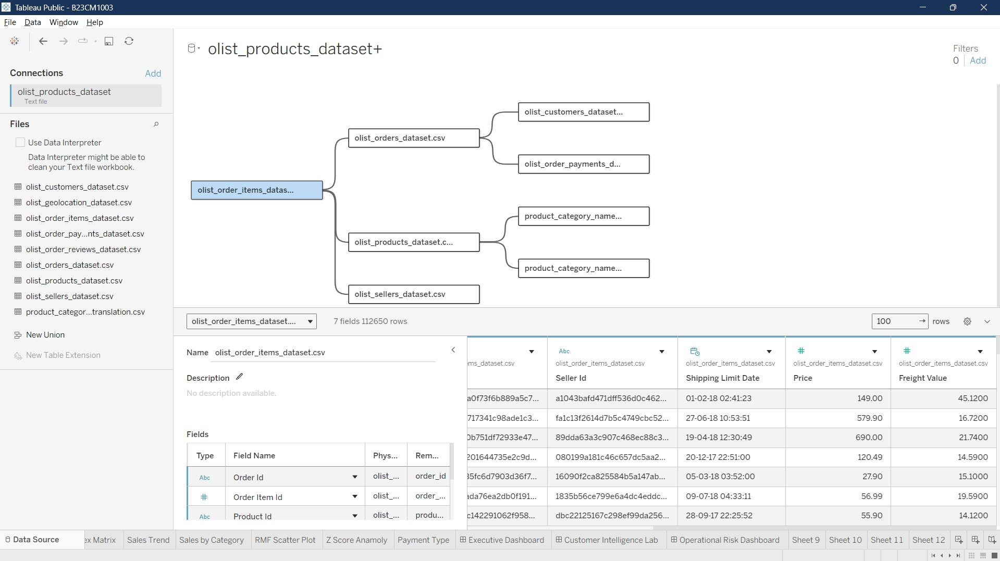 Tableau Public - B23CM1003
File Data Window Help
Connections Add
olist_products_dataset
Text file
Files
Use Data Interpreter
Data Interpreter might be able to
clean your Text file workbook.
olist_customers_dataset.csv
olist_geolocation_dataset.csv
olist_order_items_dataset.csv
olist_order_pay...nts_dataset.csv
olist_order_reviews_dataset.csv
olist_orders_dataset.csv
olist_products_dataset.csv
olist_sellers_dataset.csv
product_categor...translation.csv
New Union
New Table Extension
olist_products_dataset+
Filters
0 Add
olist_customers_dataset...
olist_orders_dataset.csv
olist_order_payments_d...
olist_order_items_datas...
product_category_name...
olist_products_dataset.c...
product_category_name...
olist_sellers_dataset.csv
olist_order_items_dataset.... 7 fields 112650 rows 100 rows
Name olist_order_items_dataset.csv
Description
No description available.
Fields
Type Field Name Phys... Rem...
Abc Order Id olist_... order_id
# Order Item Id olist_... order_...
Abc Product Id olist_... produ...
Abc # #
ms_dataset.csv olist_order_items_dataset.csv olist_order_items_dataset.csv olist_order_items_dataset.csv olist_order_items_dataset.csv
Seller Id Shipping Limit Date Price Freight Value
a0f73f6b889a5c7... a1043bafd471dff536d0c462... 01-02-18 02:41:23 149.00 45.1200
717341c98ade1c3... fa1c13f2614d7b5c4749cbc52... 27-06-18 10:53:51 579.90 16.7200
0b751df72933e47... 89dda63a3c907c468ec88c3... 19-04-18 12:30:49 690.00 21.7400
201644735e2c9d... 080199a181c46c657dc5aa2... 20-12-17 22:51:00 120.49 14.5900
35fc6d7903d36f7... 16090f2ca825584b5a147ab... 05-03-18 03:52:00 27.90 15.1000
ada76ea2db0f191... 1835b56ce799e6a4dc4eddc... 09-07-18 04:33:11 56.99 19.5900
c142291062f958... dbc22125167c298ef99da256... 28-09-17 22:25:52 55.90 14.1200
Data Source ex Matrix Sales Trend Sales by Category RMF Scatter Plot Z Score Anamoly Payment Type Executive Dashboard Customer Intelligence Lab Operational Risk Dashboard Sheet 9 Sheet 10 Sheet 11 Sheet 12